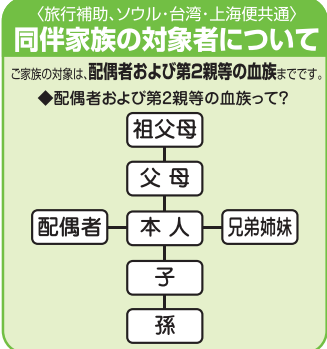 〈旅行補助、ソウル・台湾・上海便共通〉
同伴家族の対象者について
ご家族の対象は、配偶者および第2親等の血族までです。
◆配偶者および第2親等の血族って?
祖父母
父母
配偶者 本人 兄弟姉妹
子
孫